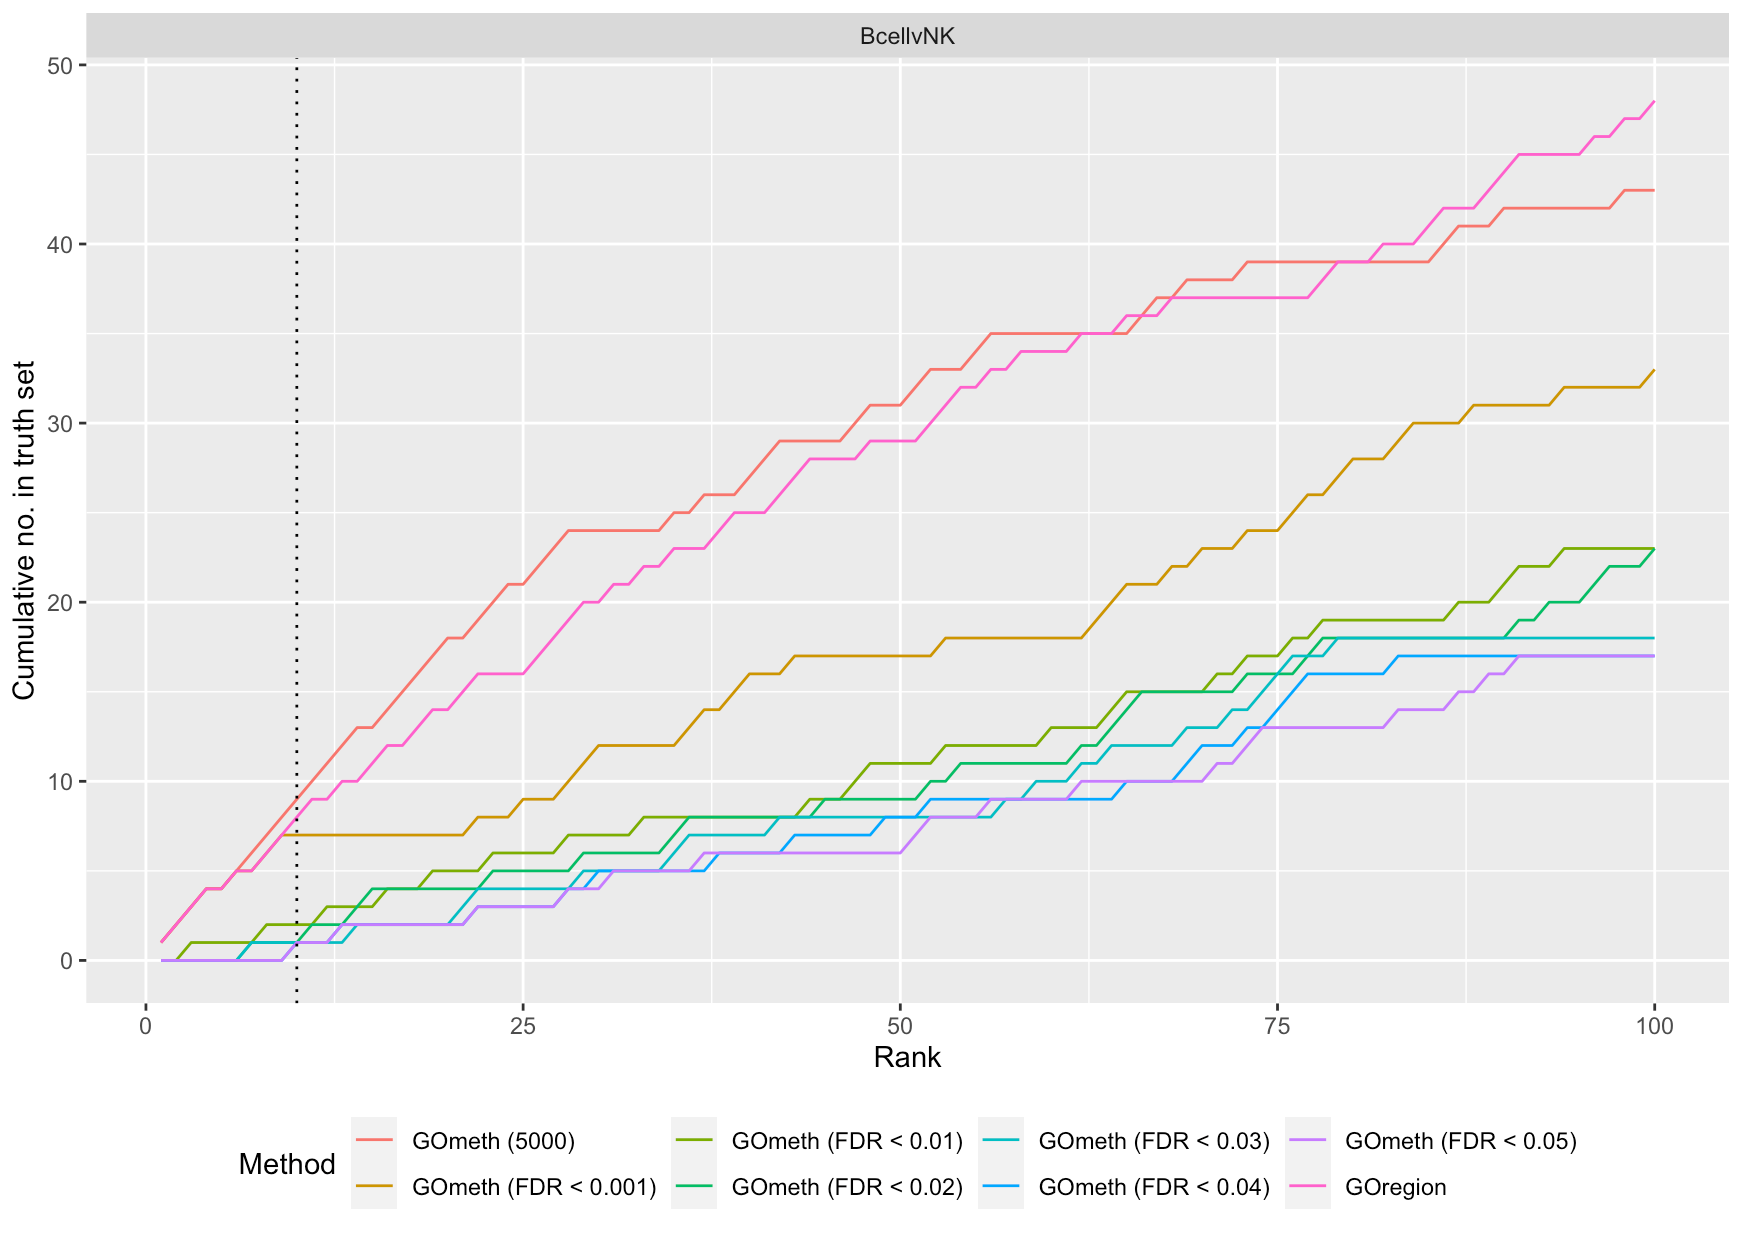 BcellvNK
50
40
30
20
10
0
Cumulative no. in truth set
0 25 50 75 100
Rank
Method
GOmeth (5000) GOmeth (FDR < 0.01) GOmeth (FDR < 0.03) GOmeth (FDR < 0.05)
GOmeth (FDR < 0.001) GOmeth (FDR < 0.02) GOmeth (FDR < 0.04) GOregion